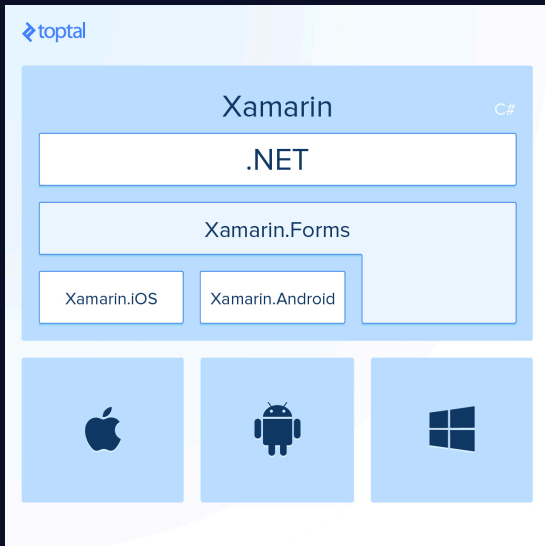 toptal
Xamarin
C#
.NET
Xamarin.Forms
Xamarin.iOS
Xamarin.Android